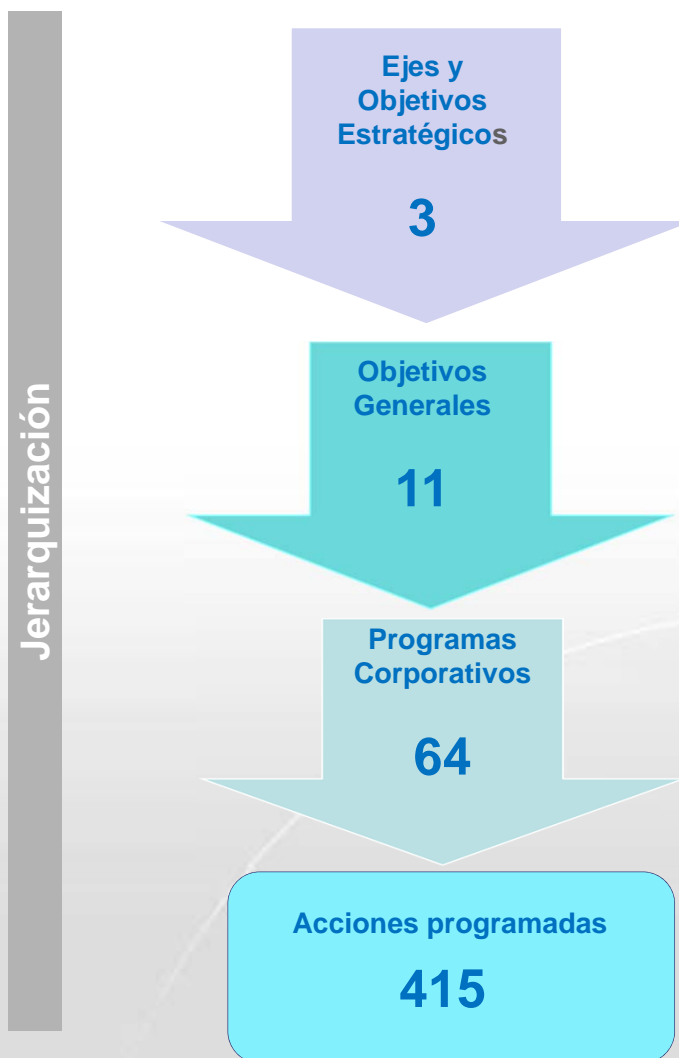 Jerarquización
Ejes y
Objetivos
Estratégicos
3
Objetivos
Generales
11
Programas
Corporativos
64
Acciones programadas
415